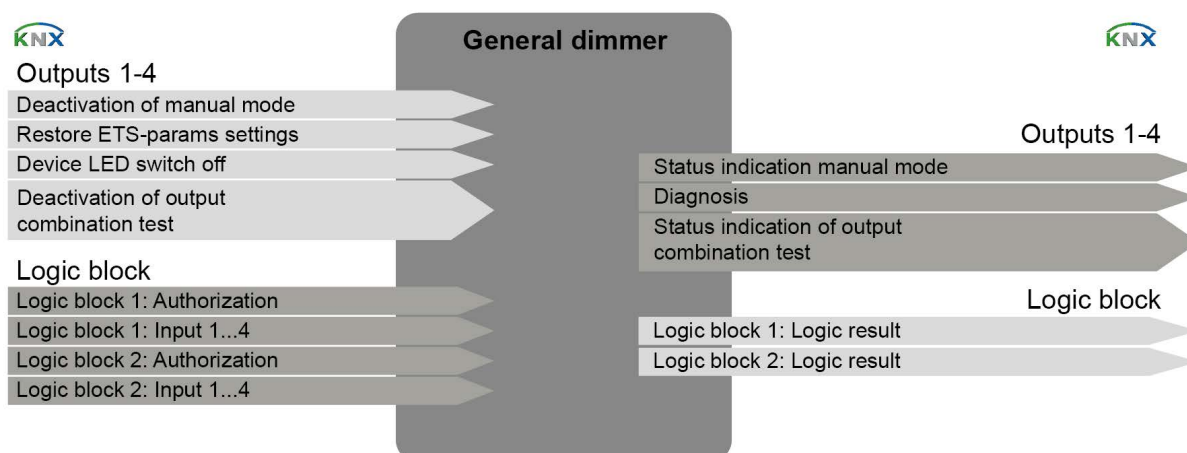 KNX
General dimmer
KNX
Outputs 1-4
Deactivation of manual mode
Restore ETS-params settings
Device LED switch off
Deactivation of output
combination test
Logic block
Logic block 1: Authorization
Logic block 1: Input 1...4
Logic block 2: Authorization
Logic block 2: Input 1...4
Outputs 1-4
Status indication manual mode
Diagnosis
Status indication of output
combination test
Logic block
Logic block 1: Logic result
Logic block 2: Logic result